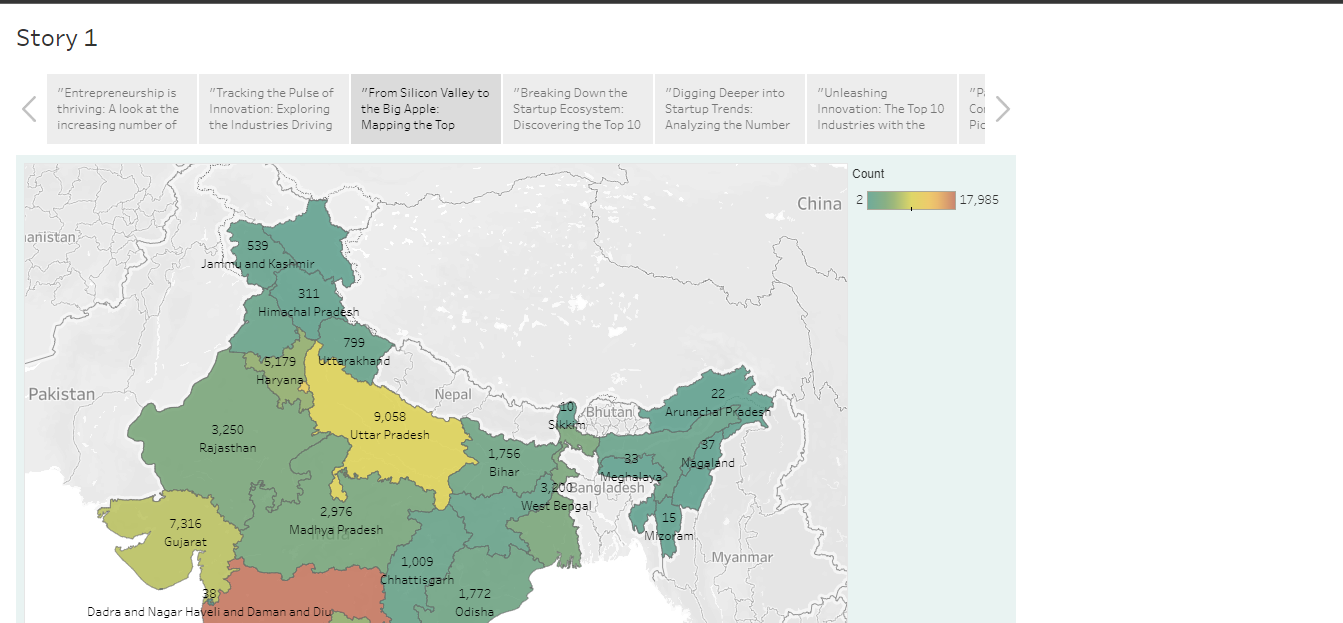 Story 1
"Entrepreneurship is
thriving: A look at the
increasing number of
"Tracking the Pulse of
Innovation: Exploring
the Industries Driving
"From Silicon Valley to
the Big Apple:
Mapping the Top
"Breaking Down the
Startup Ecosystem:
Discovering the Top 10
"Digging Deeper into
Startup Trends:
Analyzing the Number
"Unleashing
Innovation: The Top 10
Industries with the
Count
2 17,985
China
539
Jammu and Kashmir
311
Himachal Pradesh
799
Uttarakhand
5,179
Haryana
Pakistan
Nepal
9,058
Uttar Pradesh
3,250
Rajasthan
10
Sikkim
Bhutan
22
Arunachal Pradesh
1,756
Bihar
37
Nagaland
33
Meghalaya
3,200
West Bengal
Bangladesh
2,976
Madhya Pradesh
India
7,316
Gujarat
15
Mizoram
Myanmar
1,009
Chhattisgarh
38
Dadra and Nagar Haveli and Daman and Diu
1,772
Odisha